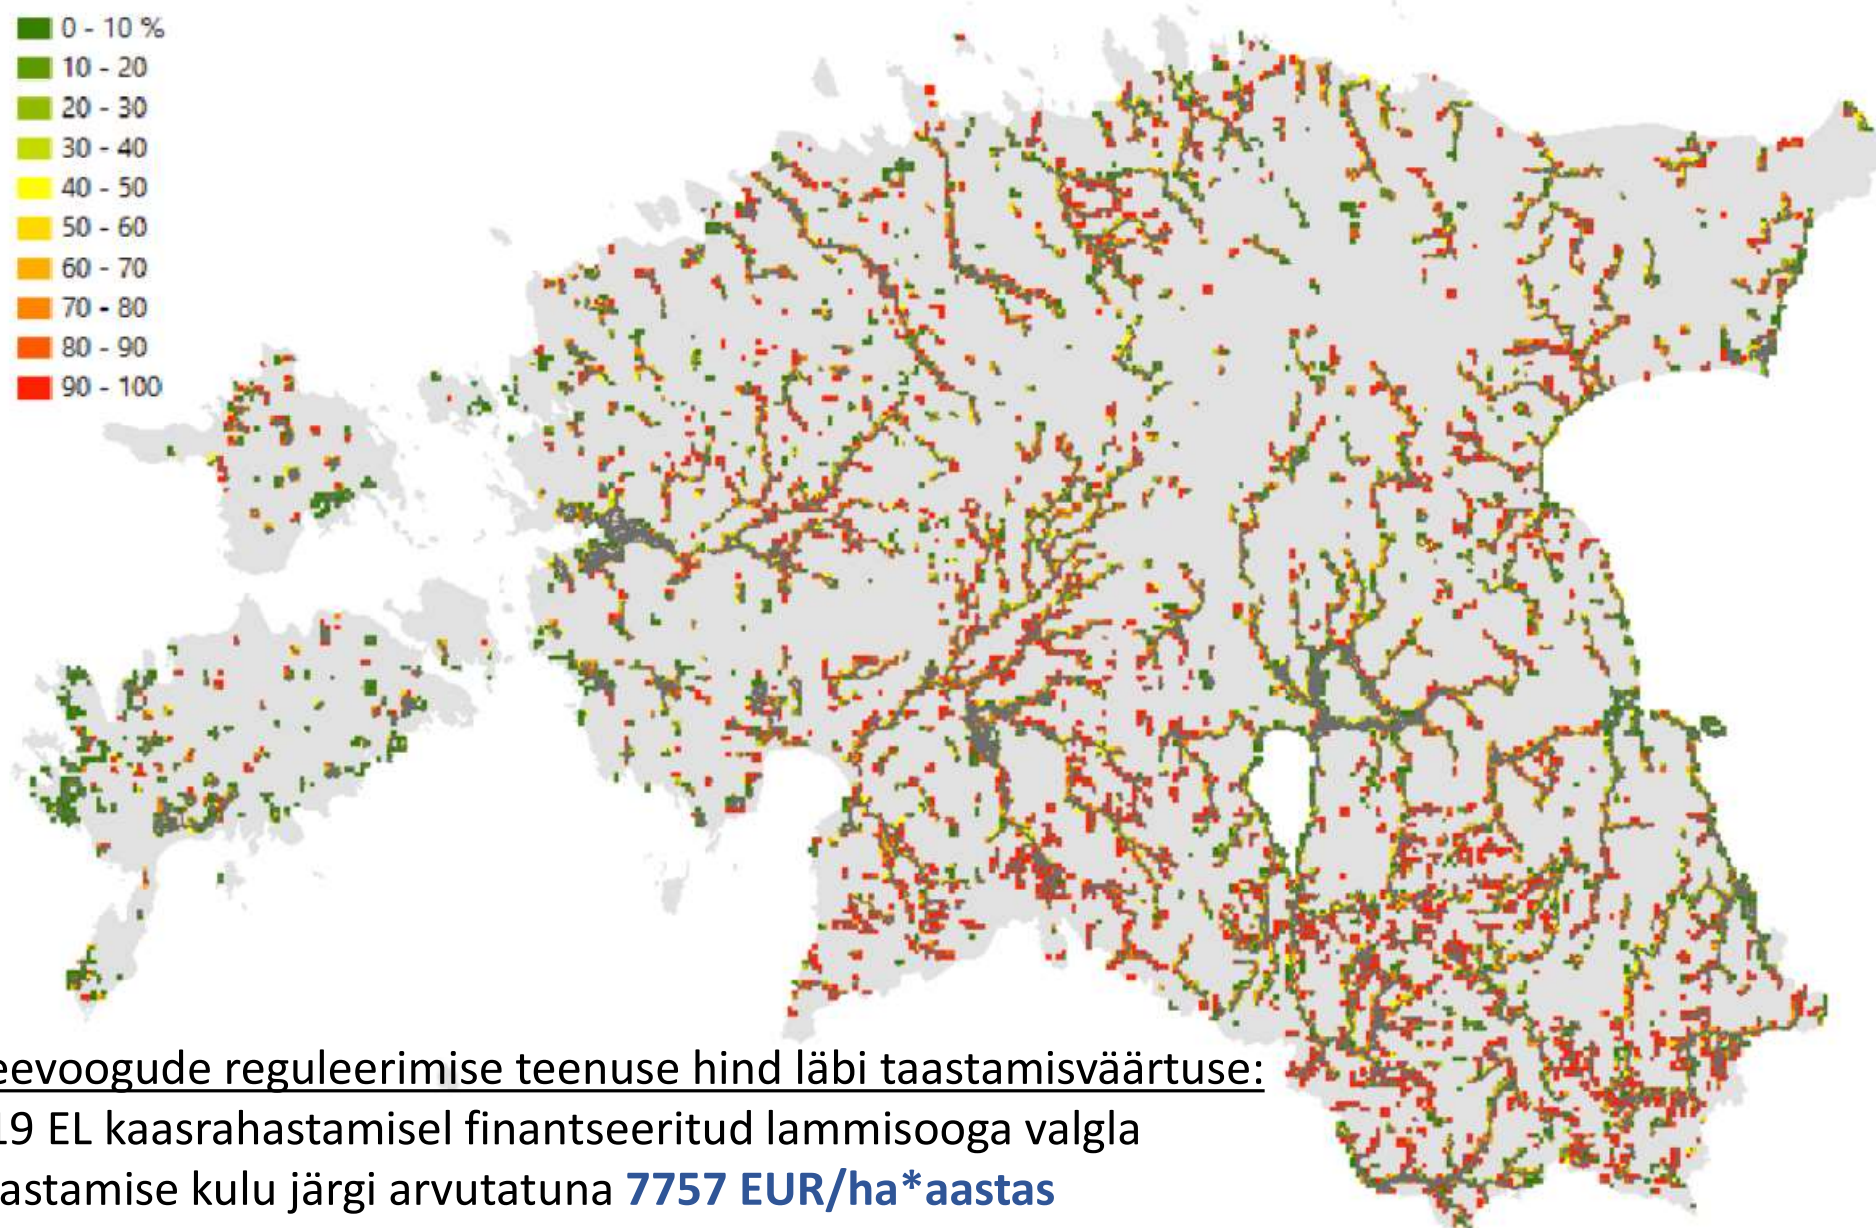 0 - 10 %
10 - 20
20 - 30
30 - 40
40 - 50
50 - 60
60 - 70
70 - 80
80 - 90
90 - 100
eevoogude reguleerimise teenuse hind läbi taastamisväärtuse:
19 EL kaasrahastamisel finantseeritud lammisooga valgla
astamise kulu järgi arvutatuna 7757 EUR/ha*aastas